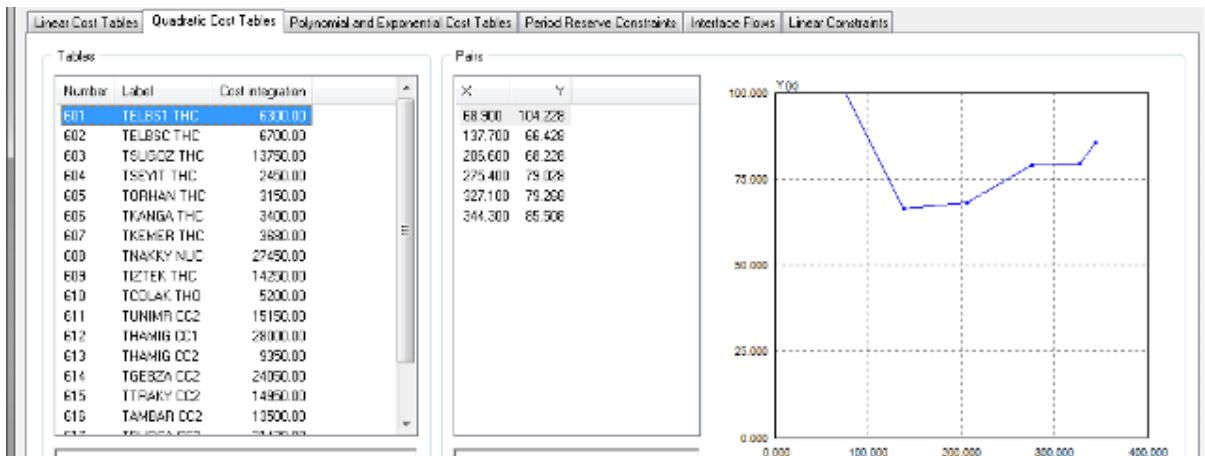 Linear Cost Tables Quadratic Cost Tables Polynomial and Exponential Cost Tables Period Reserve Constraints Interface Flows Linear Constraints
Tables
Number Label Cost integration
601 TELBS1 THC 6300.00
602 TELBSC THC 6700.00
603 TSUGOZ THC 13750.00
604 TSEYIT THC 2450.00
605 TORHAN THC 3150.00
606 TKANGA THC 3400.00
607 TKEMER THC 3680.00
608 TNAKKY NUC 27450.00
609 TIZTEK THC 14250.00
610 TCOLAK THO 5200.00
611 TUNIMR CC2 15150.00
612 THAMIG CC1 28000.00
613 THAMIG CC2 9350.00
614 TGEBZA CC2 24050.00
615 TTRAKY CC2 14950.00
616 TAMBAR CC2 13500.00
Pairs
X Y
68.900 104.228
137.700 66.428
206.600 68.228
275.400 79.028
327.100 79.268
344.300 85.508
Y(X)
100.000
75.000
50.000
25.000
0.000
0.000 100.000 200.000 300.000 400.000